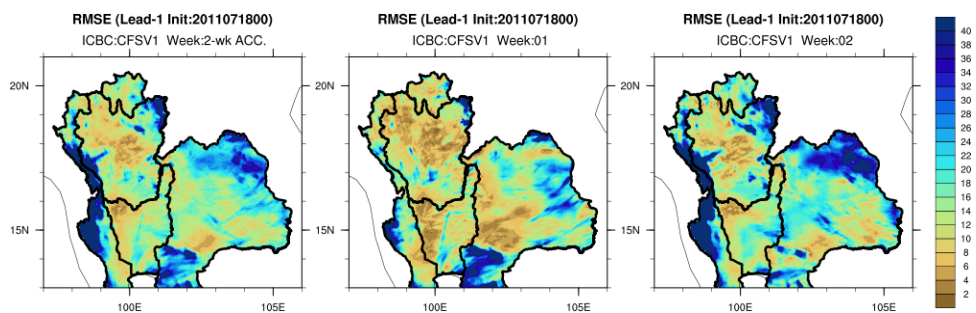 RMSE (Lead-1 Init:2011071800)
ICBC:CFSV1 Week:2-wk ACC.
20N
15N
100E 105E
RMSE (Lead-1 Init:2011071800)
ICBC:CFSV1 Week:01
20N
15N
100E 105E
RMSE (Lead-1 Init:2011071800)
ICBC:CFSV1 Week:02
20N
15N
100E 105E
40
38
36
34
32
30
28
26
24
22
20
18
16
14
12
10
8
6
4
2